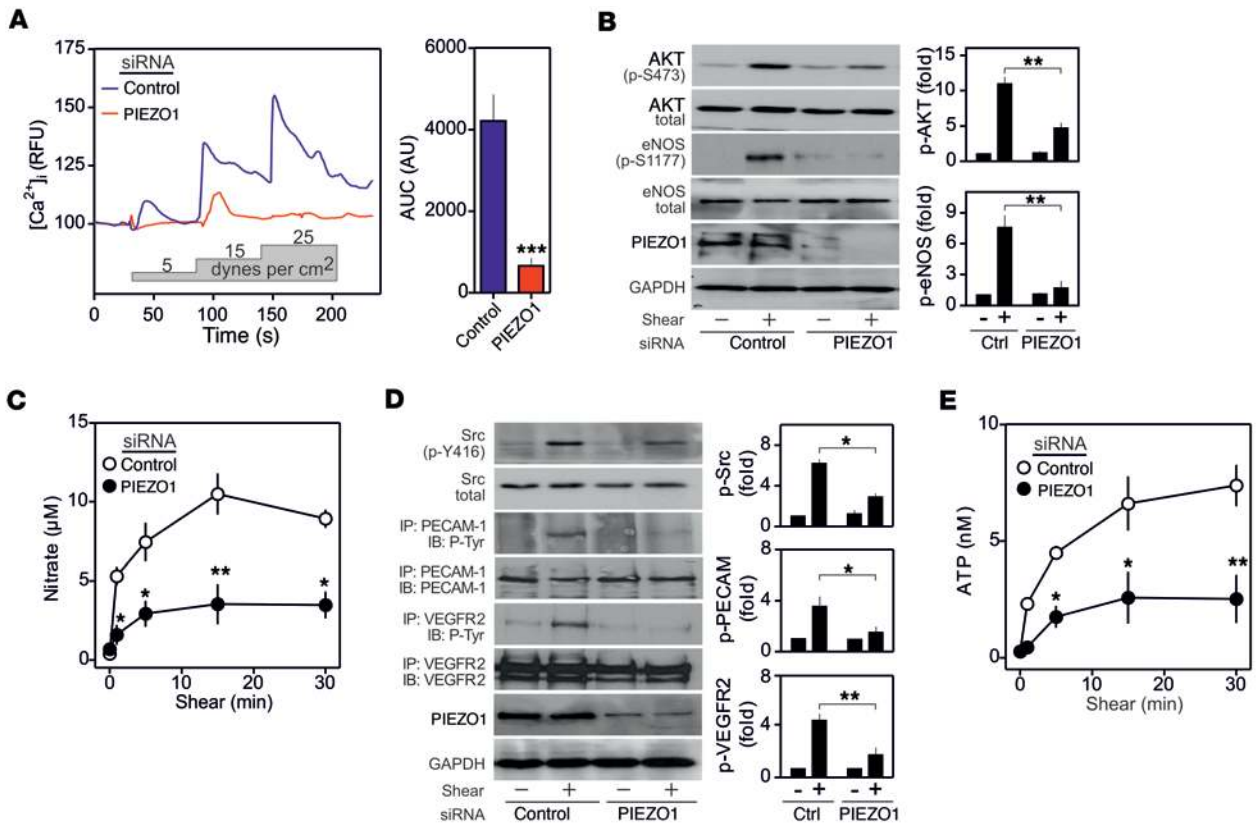 A
175
150
125
100
[Ca2+]i (RFU)
siRNA
Control
PIEZO1
5
15
25
dynes per cm2
0
50
100
150
200
Time (s)
6000
4000
2000
0
AUC (AU)
***
Control
PIEZO1
B
AKT
(p-S473)
AKT
total
eNOS
(p-S1177)
eNOS
total
PIEZO1
GAPDH
Shear − + − +
siRNA Control PIEZO1
p-AKT (fold)
15
10
5
0
**
p-eNOS (fold)
9
6
3
0
**
- + - +
Ctrl PIEZO1
C
siRNA
Control
PIEZO1
Nitrate (µM)
15
10
5
0
* * ** *
0 10 20 30
Shear (min)
D
Src
(p-Y416)
Src
total
IP: PECAM-1
IB: P-Tyr
IP: PECAM-1
IB: PECAM-1
IP: VEGFR2
IB: P-Tyr
IP: VEGFR2
IB: VEGFR2
PIEZO1
GAPDH
Shear − + − +
siRNA Control PIEZO1
p-Src
(fold)
8
4
0
*
p-PECAM
(fold)
8
4
0
*
p-VEGFR2
(fold)
8
4
0
**
- + - +
Ctrl PIEZO1
E
siRNA
Control
PIEZO1
ATP (nM)
10
5
0
* * **
0 10 20 30
Shear (min)